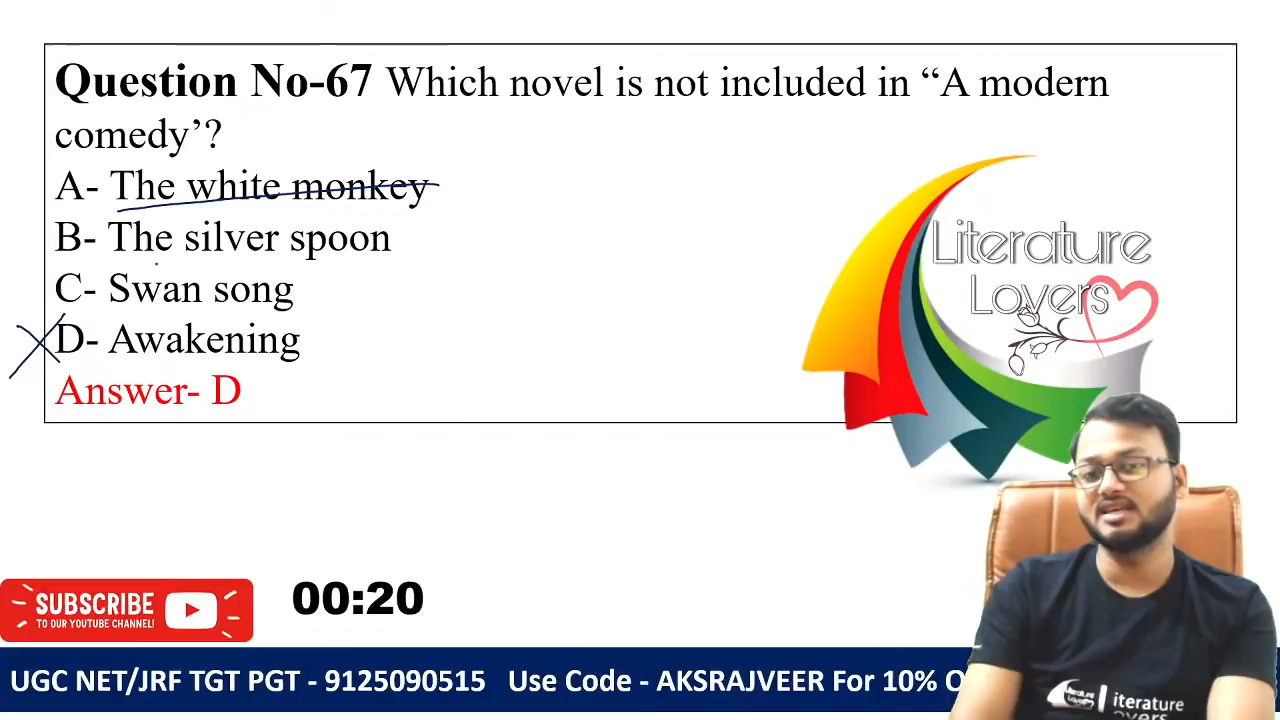 Question No-67 Which novel is not included in “A modern
comedy’?
A- The white monkey
B- The silver spoon
C- Swan song
D- Awakening
Answer- D
Literature
Lovers
SUBSCRIBE
TO OUR YOUTUBE CHANNEL!
00:20
UGC NET/JRF TGT PGT - 9125090515 Use Code - AKSRAJVEER For 10% O
iterature
overs